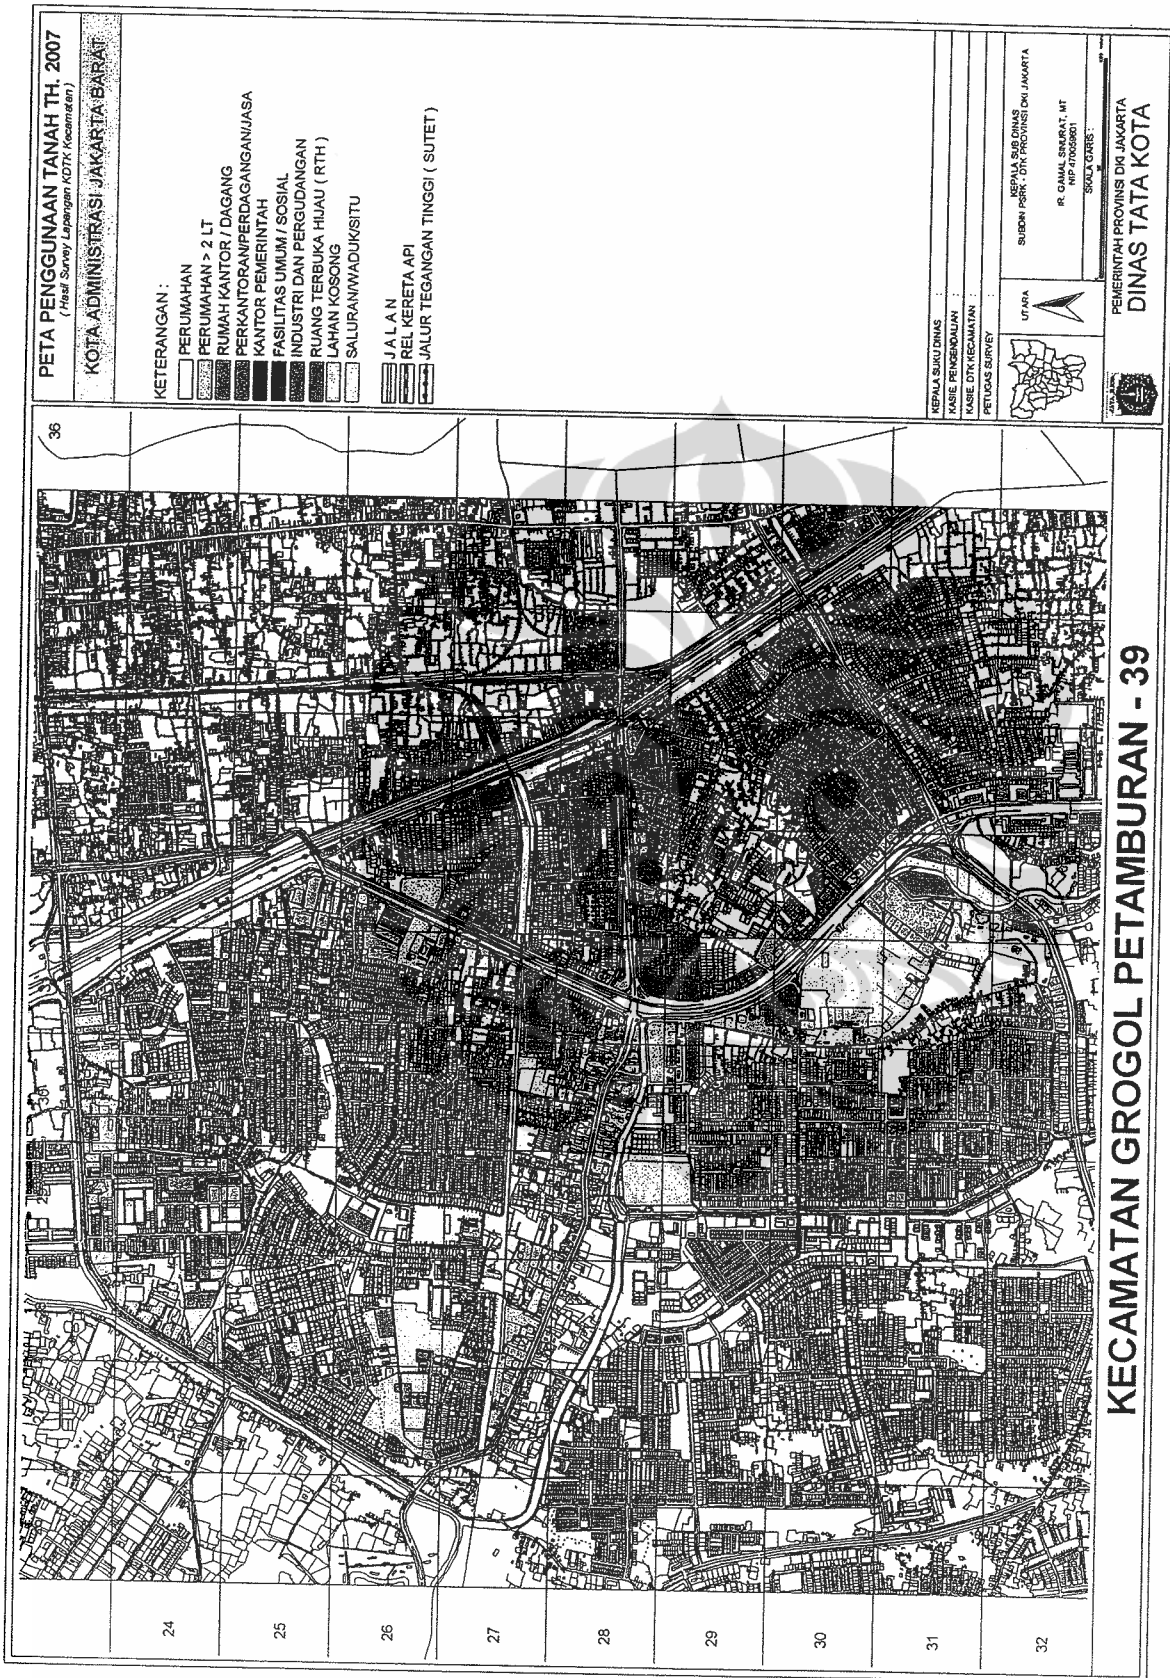 PETA PENGGUNAAN TANAH TH. 2007
( Hasil Survey Lapangan KDTK Kecamatan )
KOTA ADMINISTRASI JAKARTA BARAT
KETERANGAN :
PERUMAHAN
PERUMAHAN > 2 LT
RUMAH KANTOR / DAGANG
PERKANTORAN/PERDAGANGAN/JASA
KANTOR PEMERINTAH
FASILITAS UMUM / SOSIAL
INDUSTRI DAN PERGUDANGAN
RUANG TERBUKA HIJAU ( RTH )
LAHAN KOSONG
SALURAN/WADUK/SITU
J A L A N
REL KERETA API
JALUR TEGANGAN TINGGI ( SUTET )
KEPALA SUKU DINAS :
KASIE. PENGENDALIAN :
KASIE. DTK KECAMATAN :
PETUGAS SURVEY :
UTARA
KEPALA SUB DINAS
SUBDIN PSRK - DTK PROVINSI DKI JAKARTA
IR. GAMAL SINURAT, MT
NIP 470059601
SKALA GARIS :
PEMERINTAH PROVINSI DKI JAKARTA
DINAS TATA KOTA
36
24
25
26
27
28
29
30
31
32
KECAMATAN GROGOL PETAMBURAN - 39